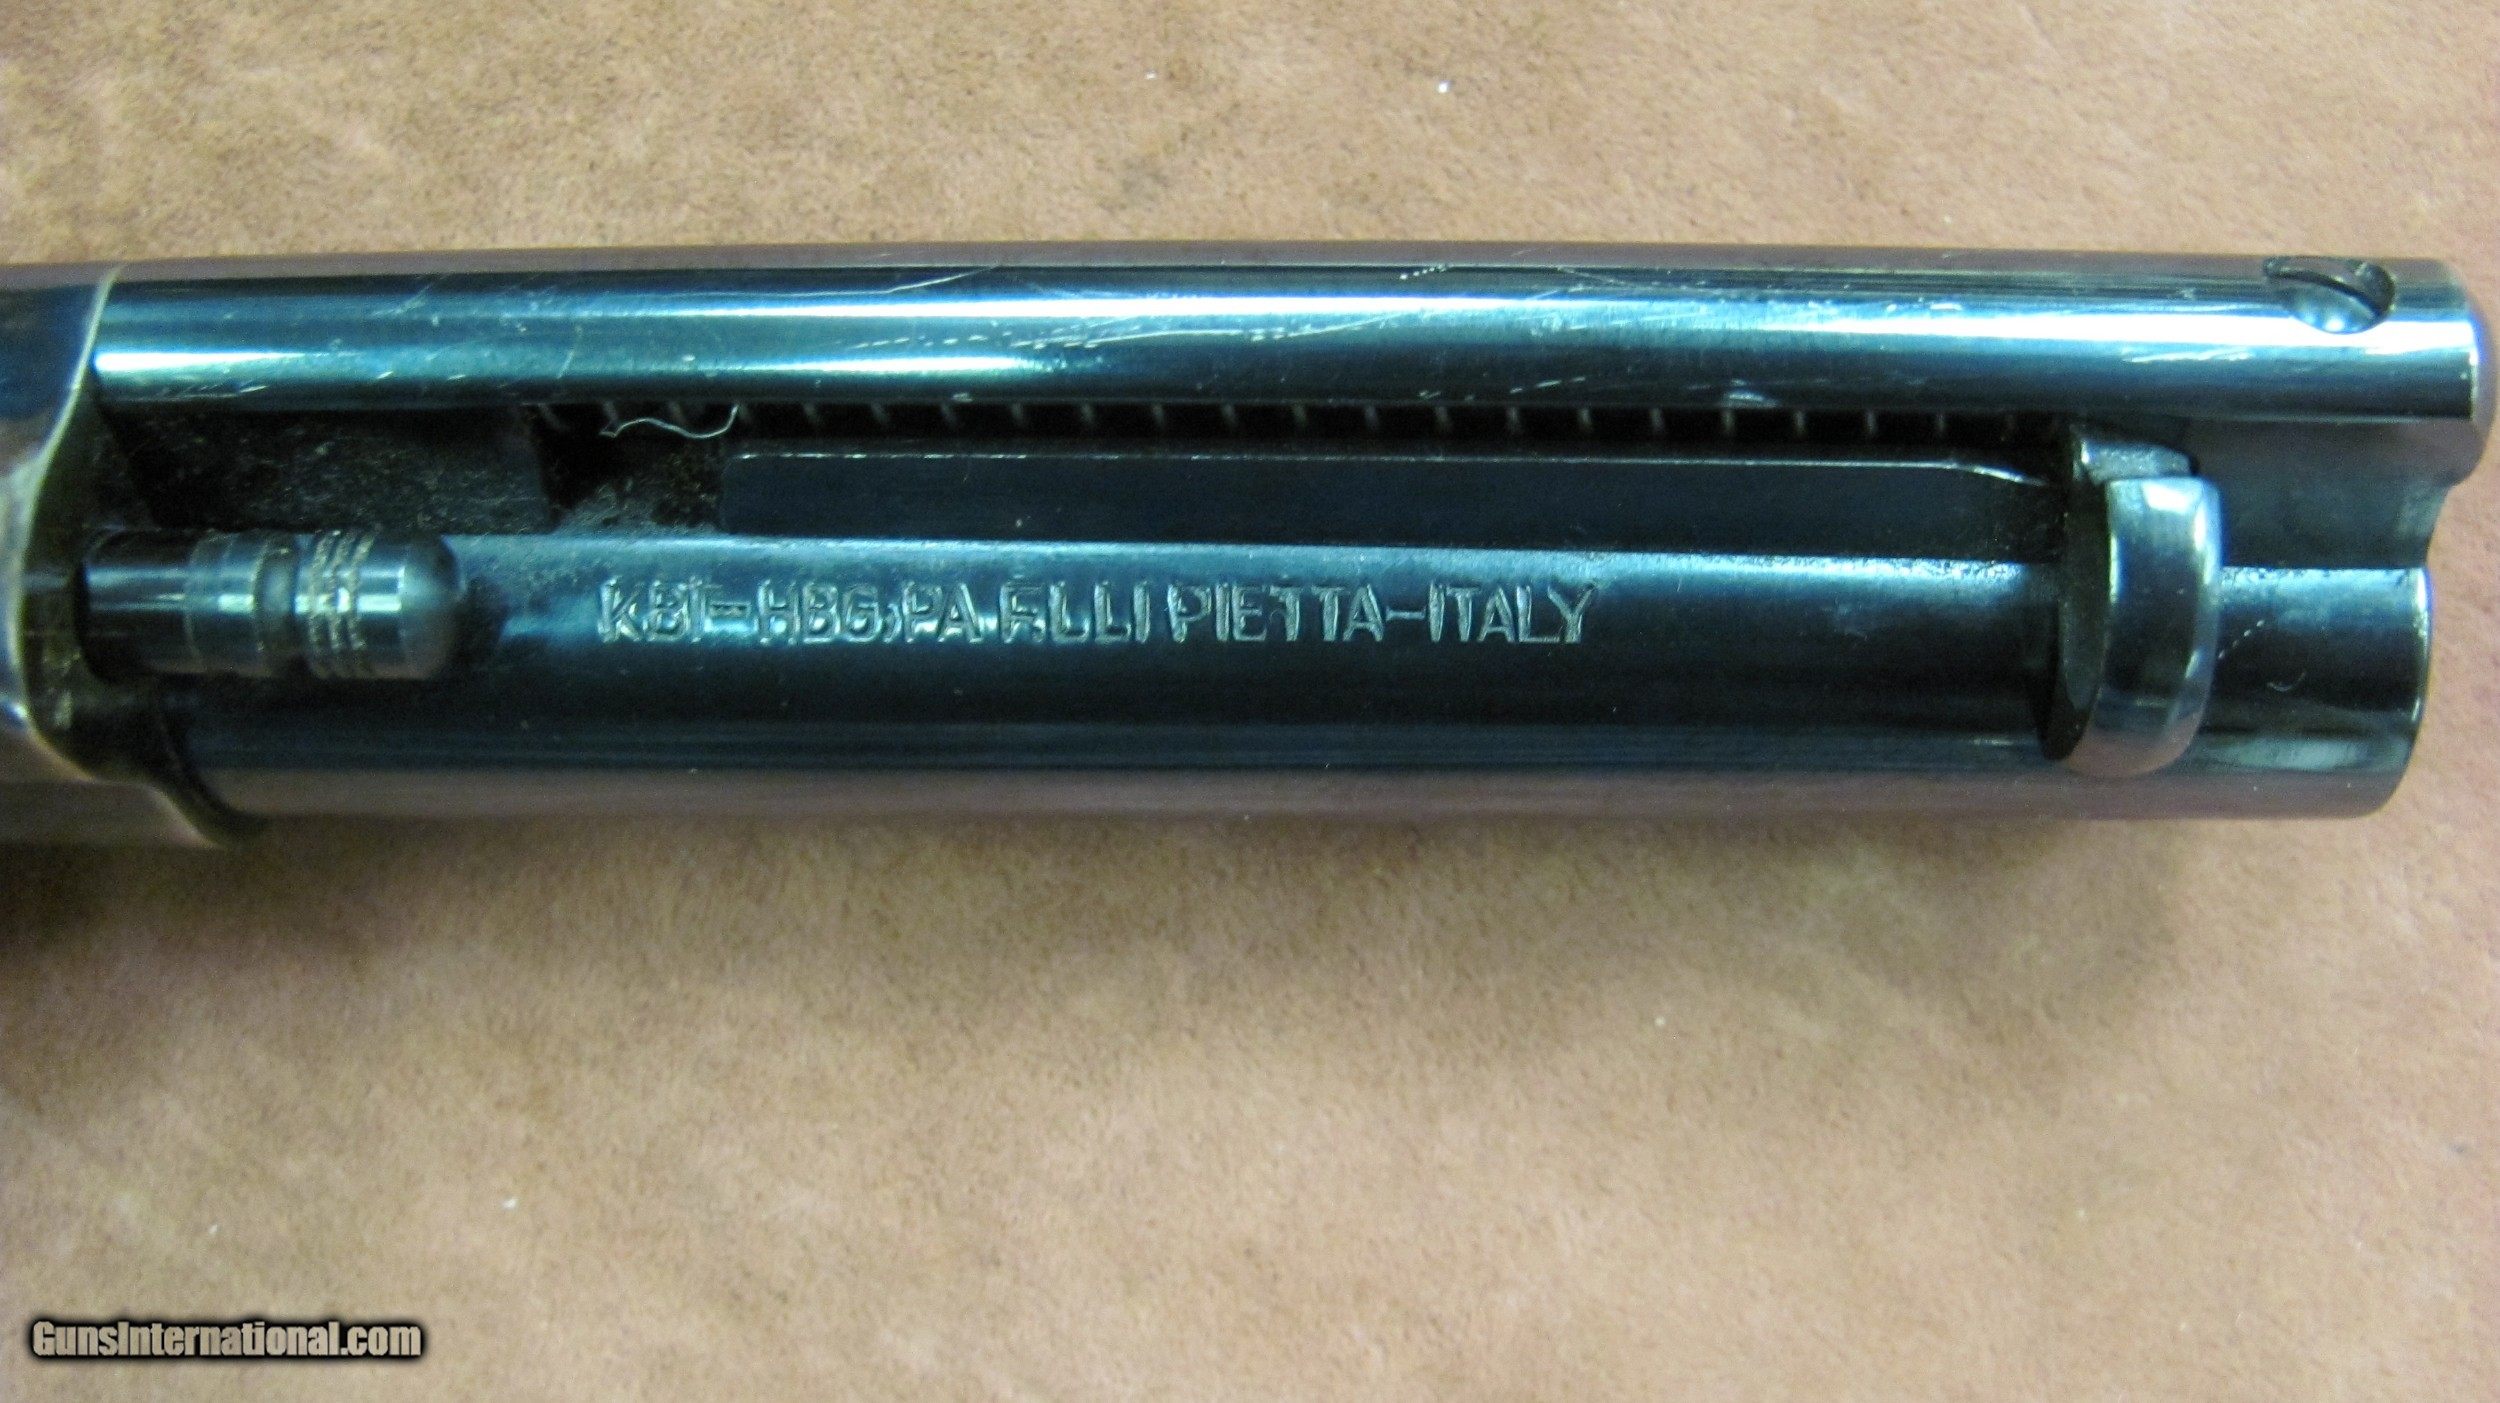 KBI-HBG,PA F.LLI PIETTA-ITALY
GunsInternational.com